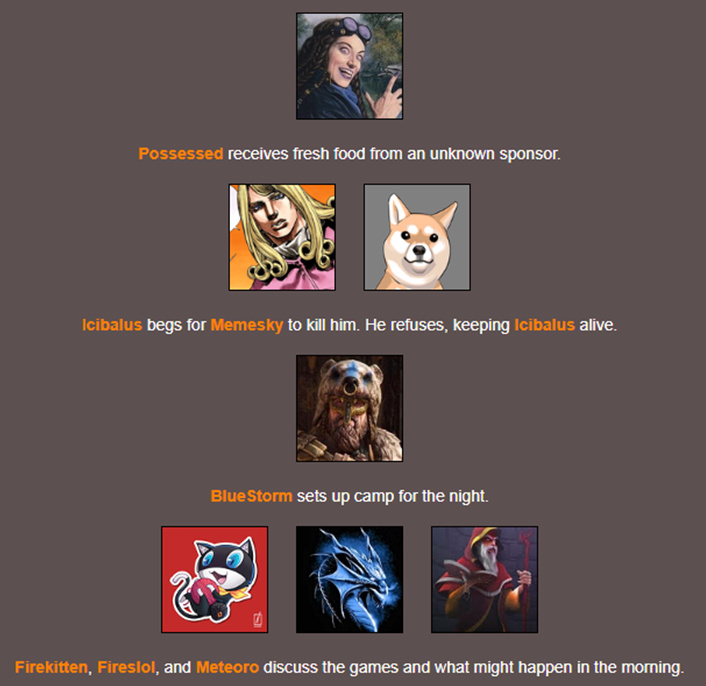 Possessed receives fresh food from an unknown sponsor.
Icibalus begs for Memesky to kill him. He refuses, keeping Icibalus alive.
BlueStorm sets up camp for the night.
Firekitten, Fireslol, and Meteoro discuss the games and what might happen in the morning.